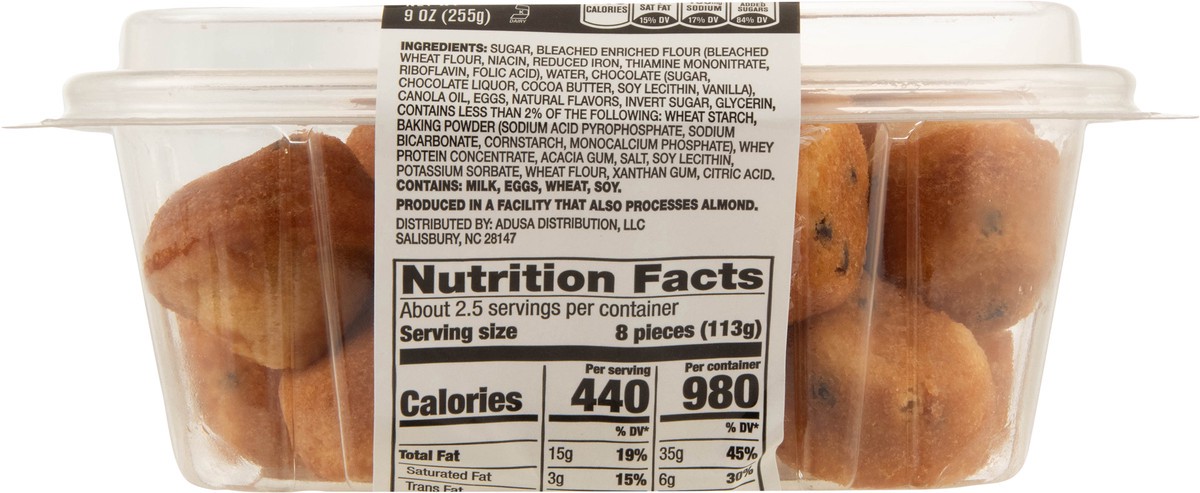 9 OZ (255g)
DAIRY
CALORIES
SAT FAT
15% DV
SODIUM
17% DV
ADDED
SUGARS
84% DV
INGREDIENTS: SUGAR, BLEACHED ENRICHED FLOUR (BLEACHED
WHEAT FLOUR, NIACIN, REDUCED IRON, THIAMINE MONONITRATE,
RIBOFLAVIN, FOLIC ACID), WATER, CHOCOLATE (SUGAR,
CHOCOLATE LIQUOR, COCOA BUTTER, SOY LECITHIN, VANILLA),
CANOLA OIL, EGGS, NATURAL FLAVORS, INVERT SUGAR, GLYCERIN,
CONTAINS LESS THAN 2% OF THE FOLLOWING: WHEAT STARCH,
BAKING POWDER (SODIUM ACID PYROPHOSPHATE, SODIUM
BICARBONATE, CORNSTARCH, MONOCALCIUM PHOSPHATE), WHEY
PROTEIN CONCENTRATE, ACACIA GUM, SALT, SOY LECITHIN,
POTASSIUM SORBATE, WHEAT FLOUR, XANTHAN GUM, CITRIC ACID.
CONTAINS: MILK, EGGS, WHEAT, SOY.
PRODUCED IN A FACILITY THAT ALSO PROCESSES ALMOND.
DISTRIBUTED BY: ADUSA DISTRIBUTION, LLC
SALISBURY, NC 28147
Nutrition Facts
About 2.5 servings per container
Serving size 8 pieces (113g)
Per serving Per container
Calories 440 980
% DV* % DV*
Total Fat 15g 19% 35g 45%
Saturated Fat 3g 15% 6g 30%
Trans Fat